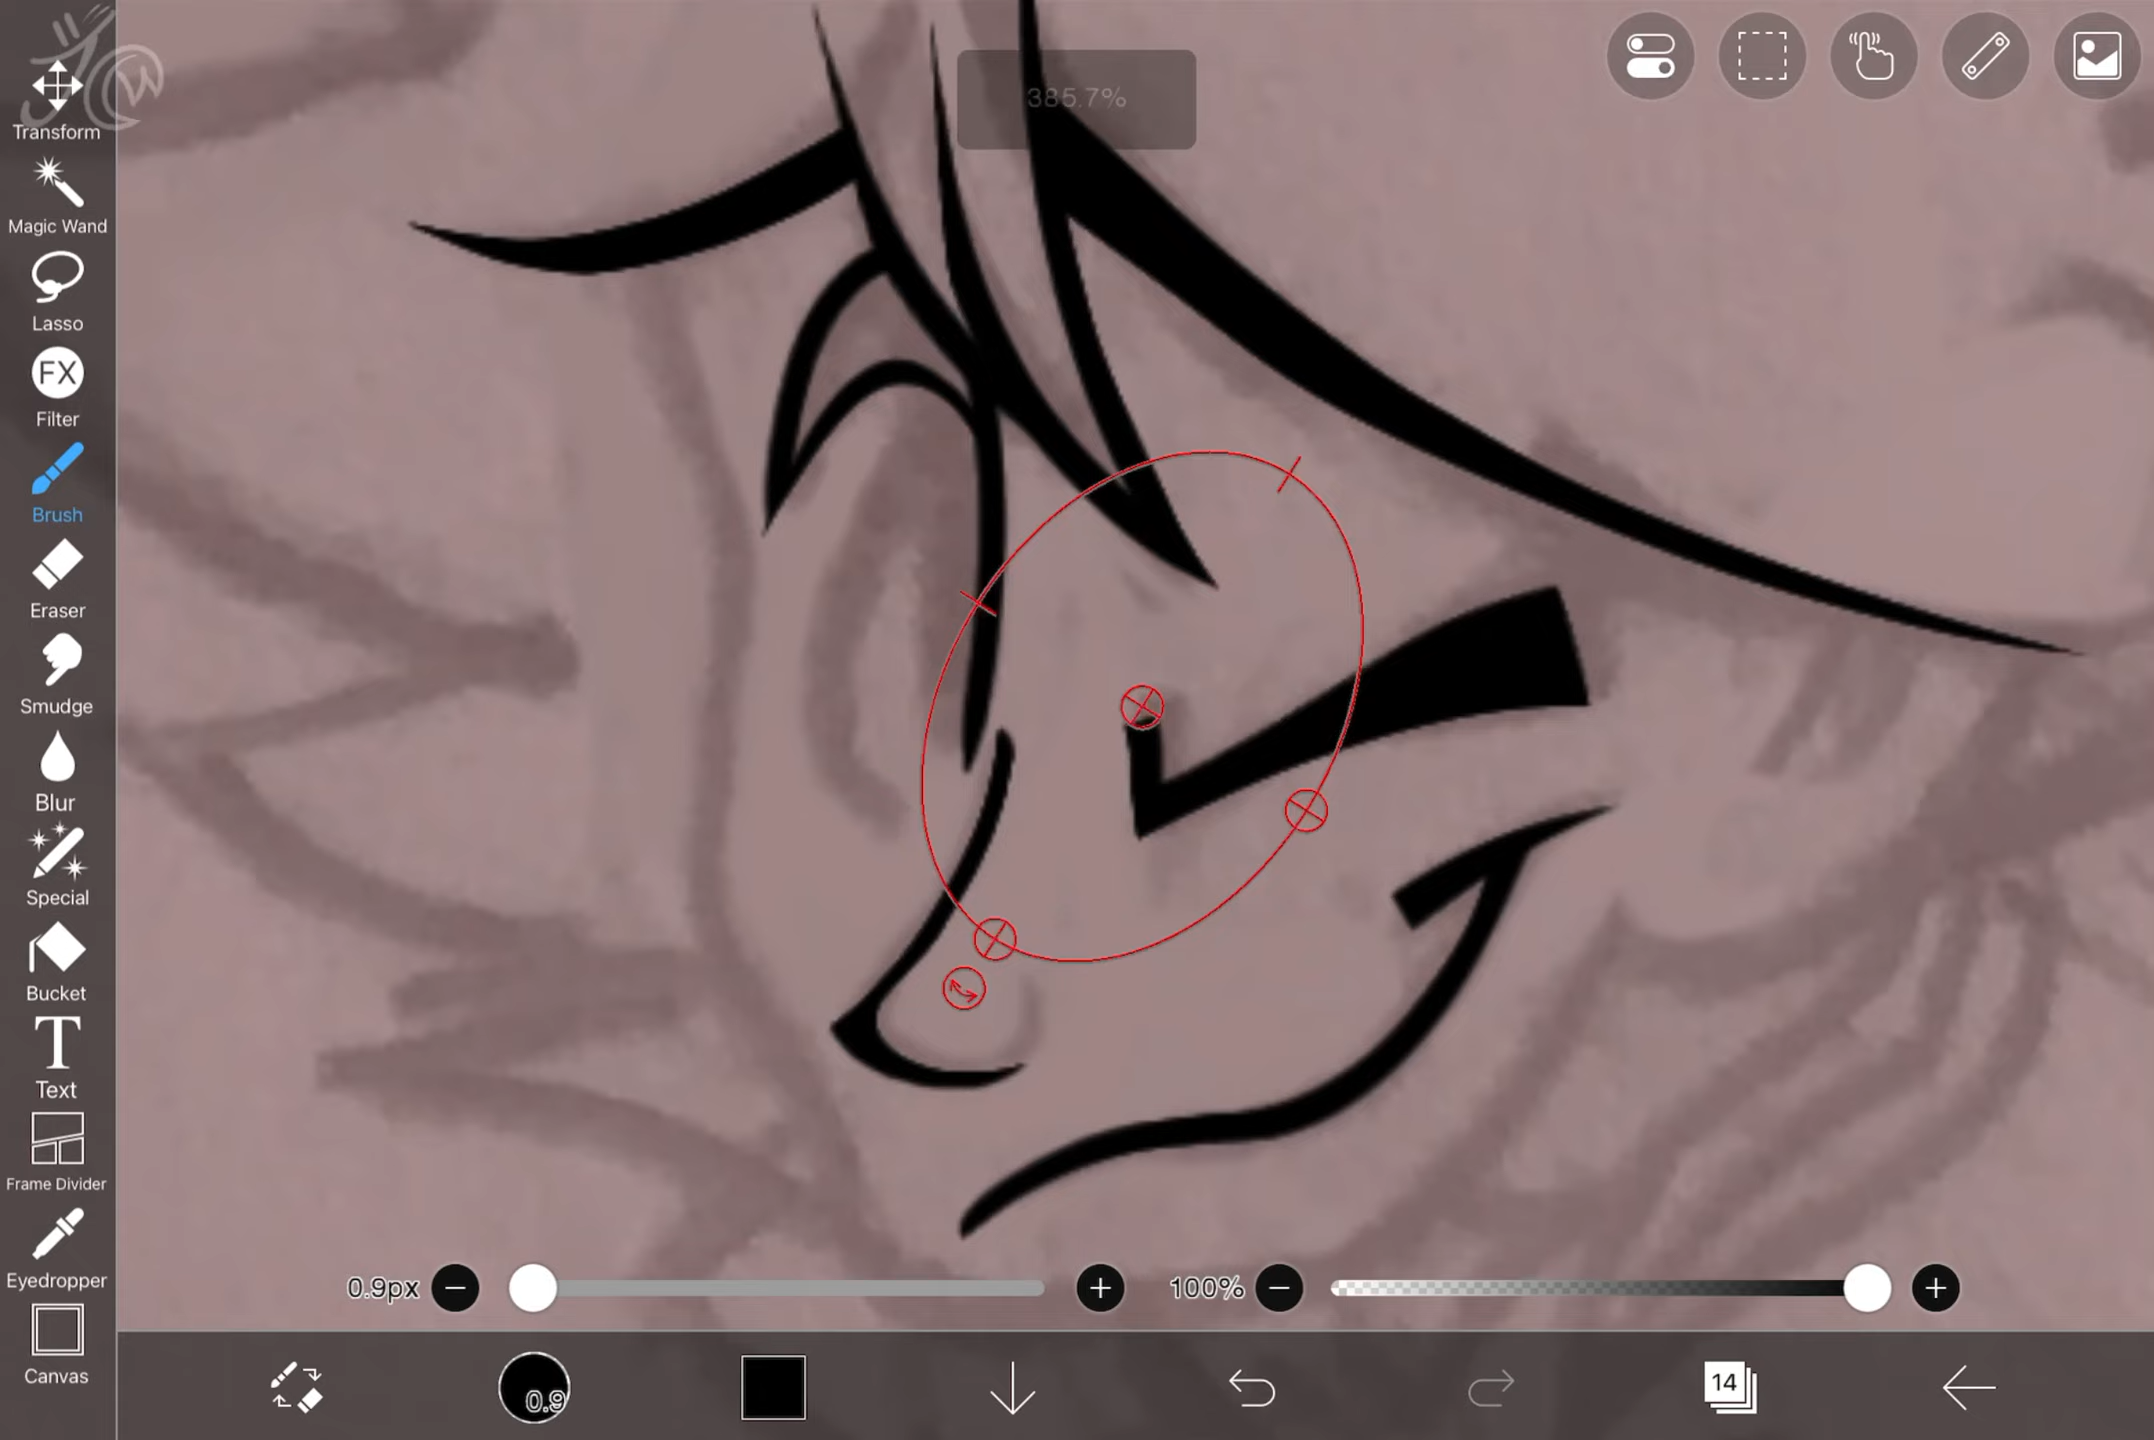 385.7%
Transform
Magic Wand
Lasso
FX
Filter
Brush
Eraser
Smudge
Blur
Special
Bucket
T
Text
Frame Divider
Eyedropper
Canvas
0.9px
100%
0.9
14